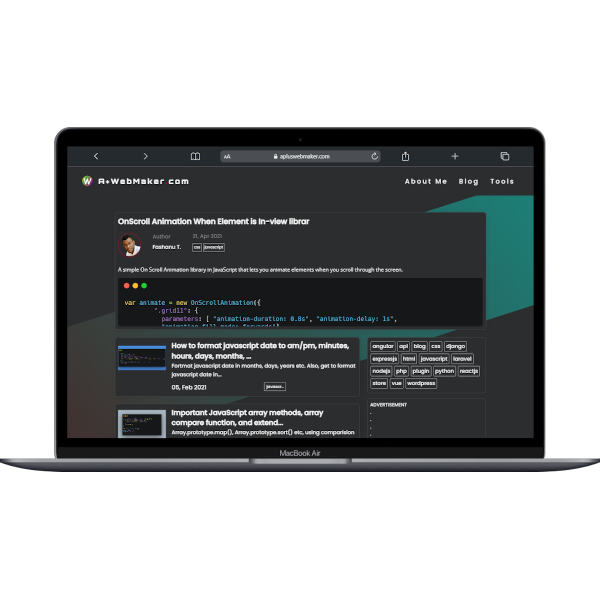 AA apluswebmaker.com
A+WebMaker com About Me Blog Tools
OnScroll Animation When Element is In-view librar
Author 21, Apr 2021
Fashanu T. css javascript
A simple On Scroll Animation library in JavaScript that lets you animate elements when you scroll through the screen.
var animate = new OnScrollAnimation({
".grid11": {
parameters: [ "animation-duration: 0.8s", "animation-delay: 1s",
"animation-fill-mode: forwards"]
How to format javascript date to am/pm, minutes,
hours, days, months, ...
Format javascript date in months, days, years etc. Also, get to format
javascript date in...
05, Feb 2021 javascr..
Important JavaScript array methods, array
compare function, and extend...
Array.prototype.map(), Array.prototype.sort() etc, using comparision
angular api blog css django
expressjs html javascript laravel
nodejs php plugin python reactjs
store vue wordpress
ADVERTISEMENT
MacBook Air